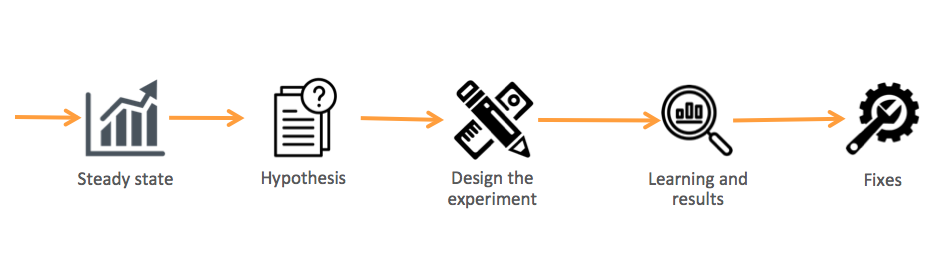 ?
Steady state
Hypothesis
Design the
experiment
Learning and
results
Fixes